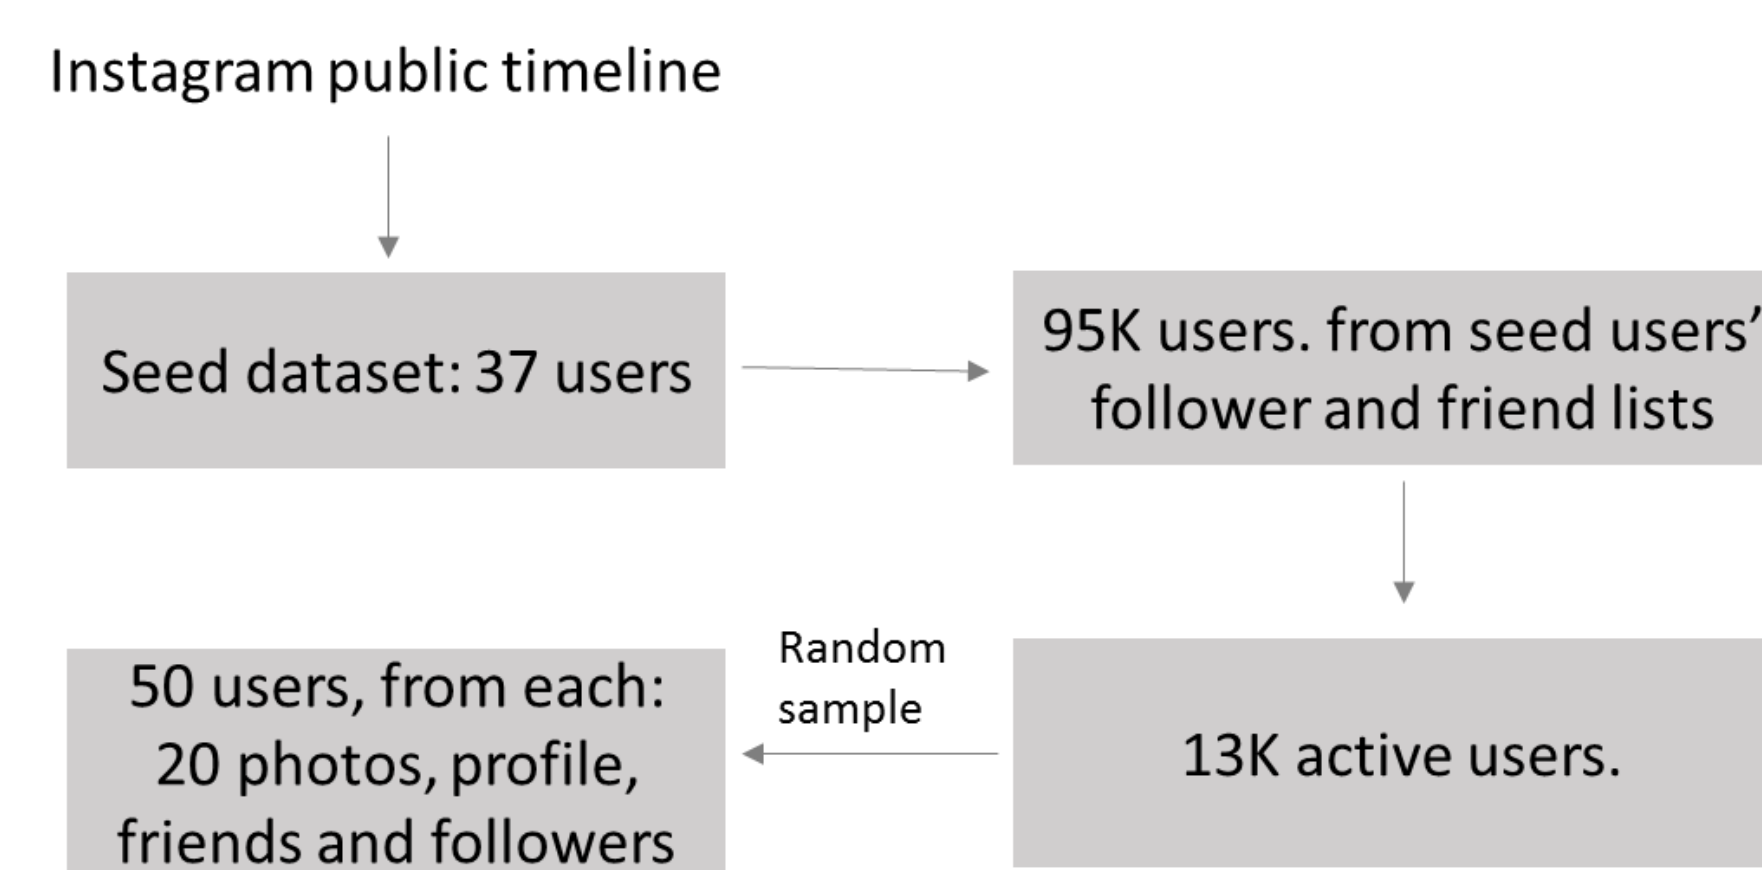 Instagram public timeline
Seed dataset: 37 users
95K users. from seed users’
follower and friend lists
13K active users.
Random
sample
50 users, from each:
20 photos, profile,
friends and followers